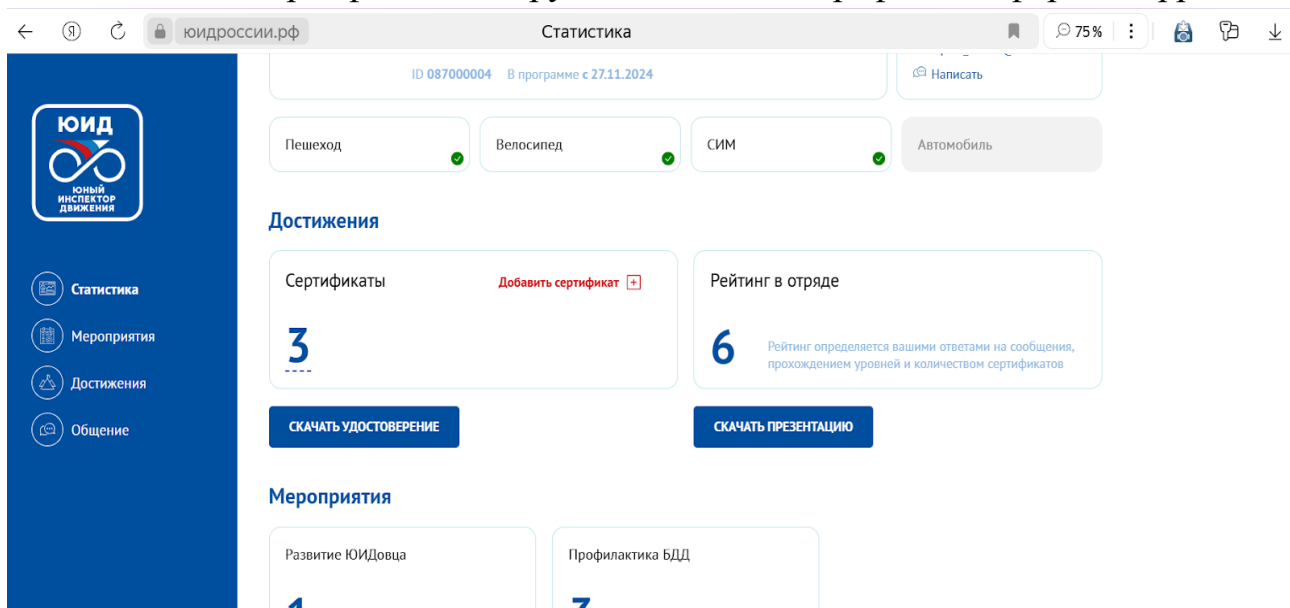 юидроссии.рф Статистика 75 %
ID 087000004 В программе с 27.11.2024
Написать
ЮИД
ЮНЫЙ
ИНСПЕКТОР
ДВИЖЕНИЯ
Статистика
Мероприятия
Достижения
Общение
Пешеход
Велосипед
СИМ
Автомобиль
Достижения
Сертификаты
Добавить сертификат +
3
Рейтинг в отряде
6
Рейтинг определяется вашими ответами на сообщения,
прохождением уровней и количеством сертификатов
СКАЧАТЬ УДОСТОВЕРЕНИЕ
СКАЧАТЬ ПРЕЗЕНТАЦИЮ
Мероприятия
Развитие ЮИДовца
Профилактика БДД